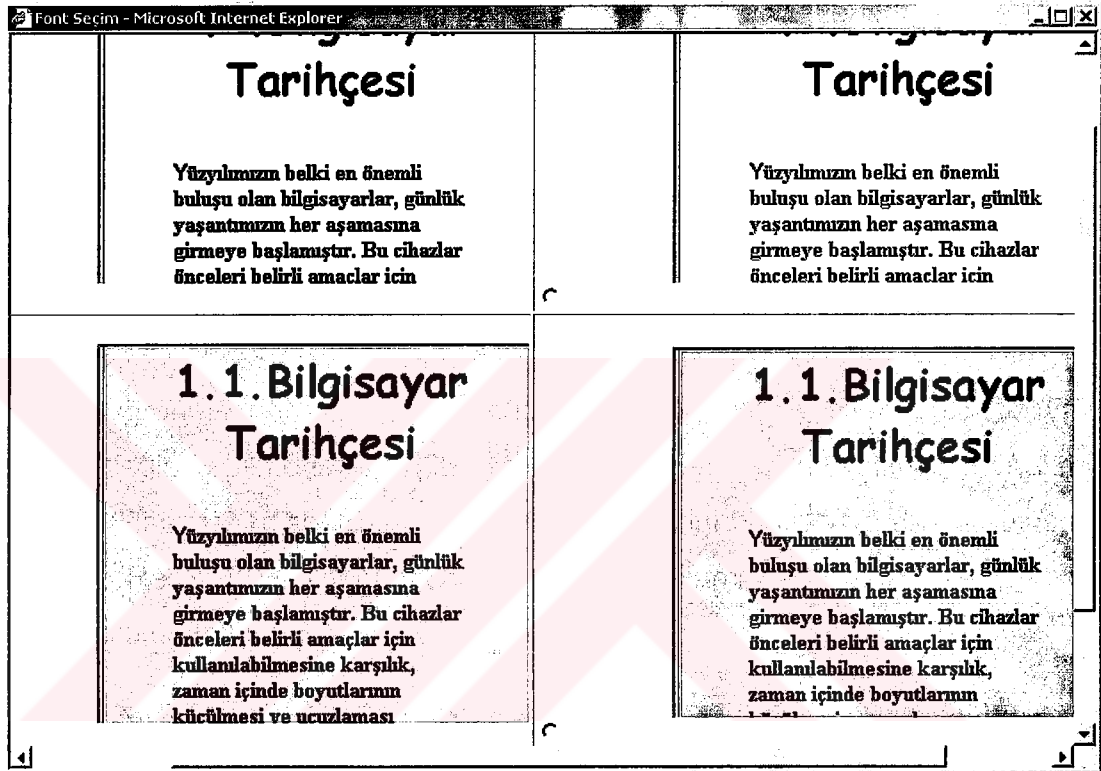 Font Seçim - Microsoft Internet Explorer
Tarihçesi
Yüzyılımızın belki en önemli
buluşu olan bilgisayarlar, günlük
yaşantımızın her aşamasına
girmeye başlamıştır. Bu cihazlar
önceleri belirli amaçlar için
Tarihçesi
Yüzyılımızın belki en önemli
buluşu olan bilgisayarlar, günlük
yaşantımızın her aşamasına
girmeye başlamıştır. Bu cihazlar
önceleri belirli amaçlar için
1.1.Bilgisayar
Tarihçesi
Yüzyılımızın belki en önemli
buluşu olan bilgisayarlar, günlük
yaşantımızın her aşamasına
girmeye başlamıştır. Bu cihazlar
önceleri belirli amaçlar için
kullanılabilmesine karşılık,
zaman içinde boyutlarının
küçülmesi ve ucuzlaması
1.1.Bilgisayar
Tarihçesi
Yüzyılımızın belki en önemli
buluşu olan bilgisayarlar, günlük
yaşantımızın her aşamasına
girmeye başlamıştır. Bu cihazlar
önceleri belirli amaçlar için
kullanılabilmesine karşılık,
zaman içinde boyutlarının